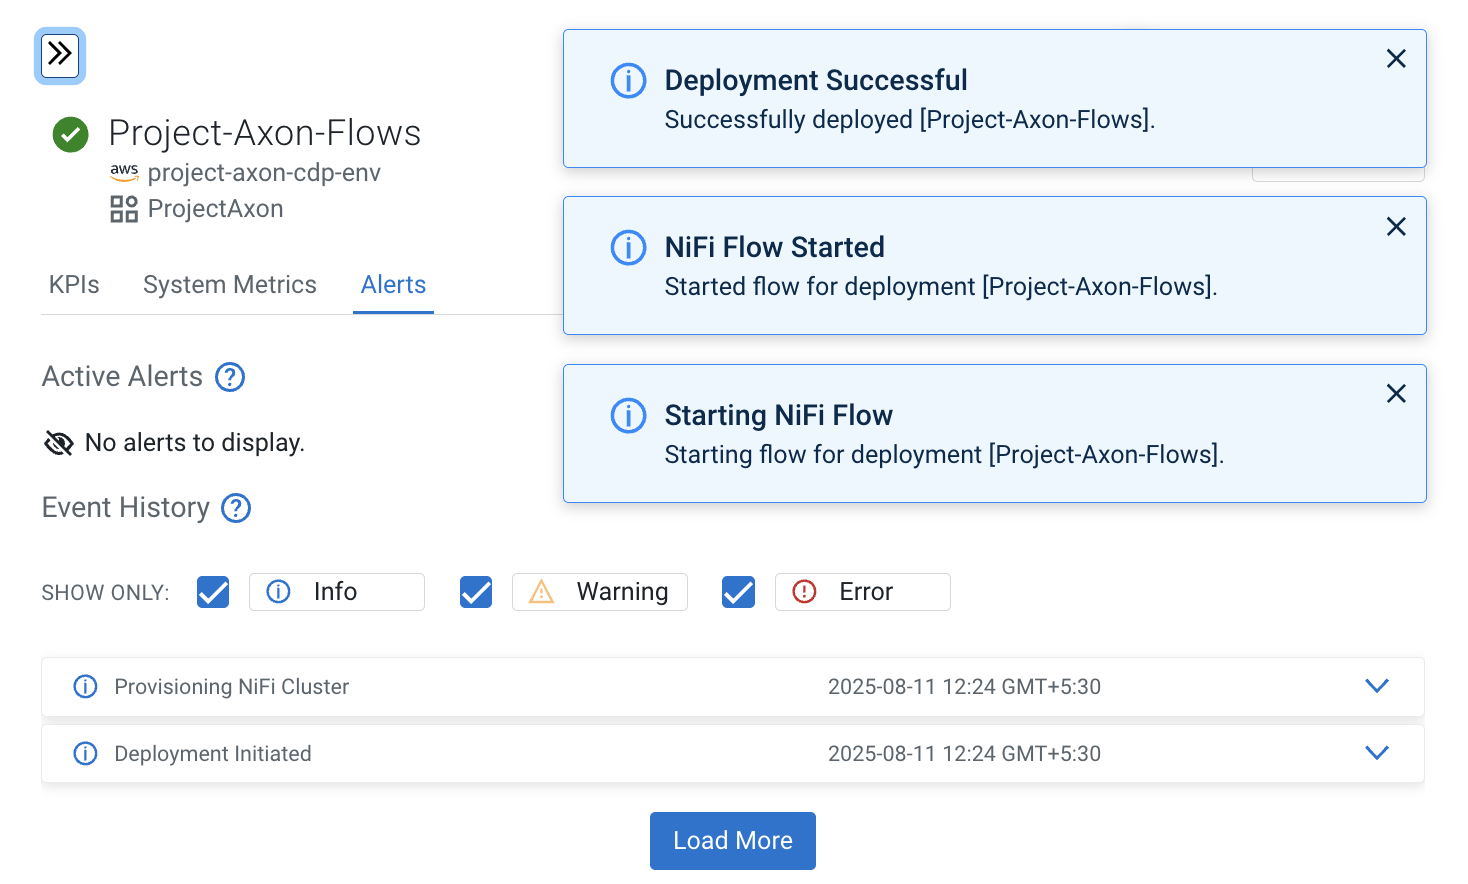 Project-Axon-Flows
aws project-axon-cdp-env
ProjectAxon
Deployment Successful
Successfully deployed [Project-Axon-Flows].
NiFi Flow Started
Started flow for deployment [Project-Axon-Flows].
Starting NiFi Flow
Starting flow for deployment [Project-Axon-Flows].
KPIs System Metrics Alerts
Active Alerts ?
No alerts to display.
Event History ?
SHOW ONLY: Info Warning Error
Provisioning NiFi Cluster 2025-08-11 12:24 GMT+5:30
Deployment Initiated 2025-08-11 12:24 GMT+5:30
Load More